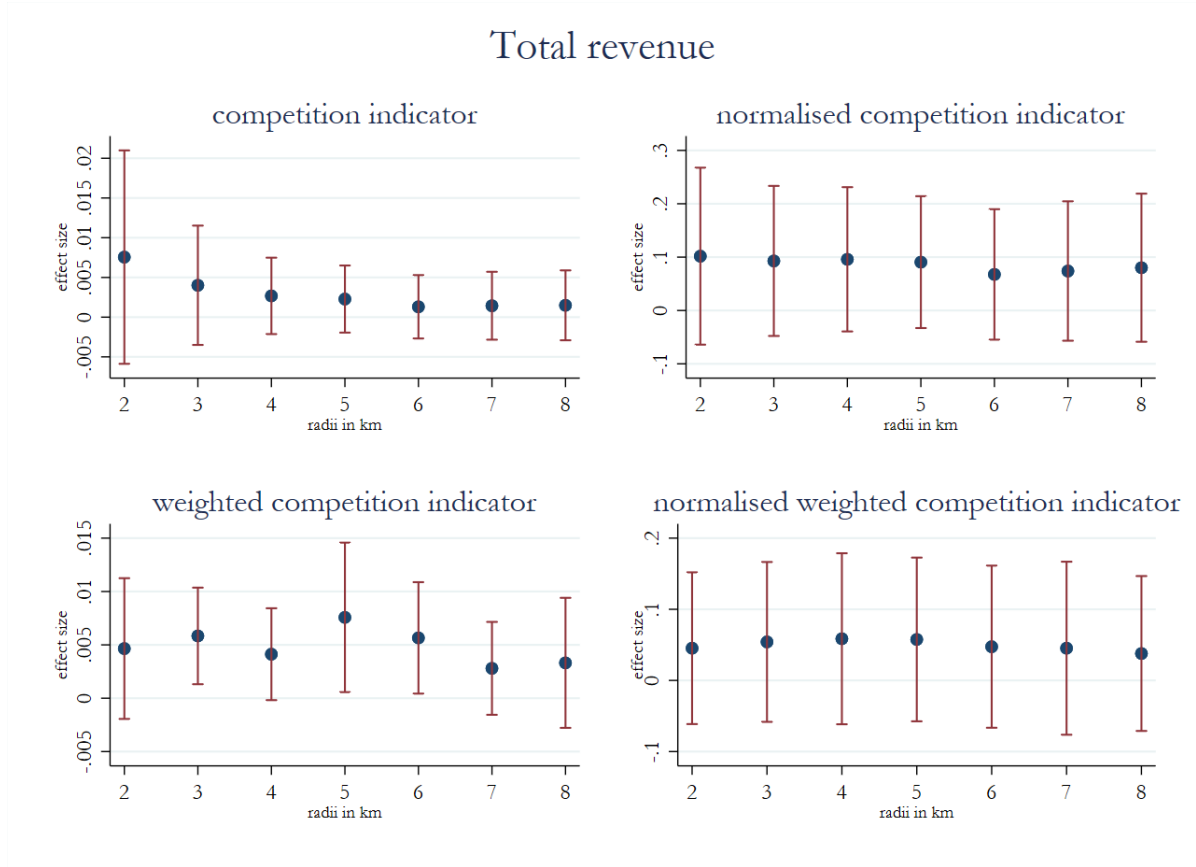 Total revenue
competition indicator
effect size
-.005 0 .005 .01 .015 .02
2 3 4 5 6 7 8
radii in km
normalised competition indicator
effect size
-.1 0 .1 .2 .3
2 3 4 5 6 7 8
radii in km
weighted competition indicator
effect size
-.005 0 .005 .01 .015
2 3 4 5 6 7 8
radii in km
normalised weighted competition indicator
effect size
-.1 0 .1 .2
2 3 4 5 6 7 8
radii in km